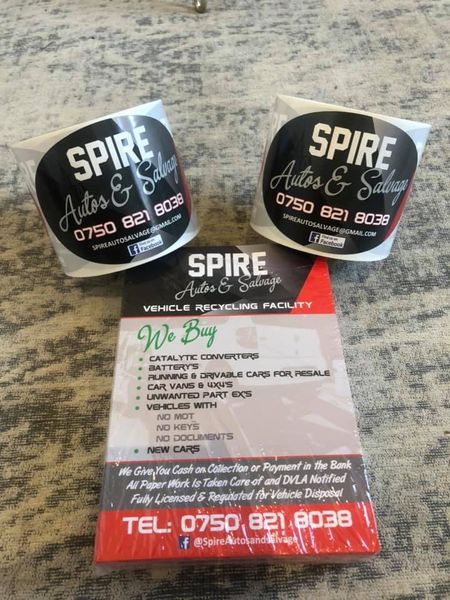 SPIRE
Autos & Salvage
0750 821 8038
SPIREAUTOSALVAGE@GMAIL.COM
Facebook
SPIRE
Autos & Salvage
0750 821 8038
SPIREAUTOSALVAGE@GMAIL.COM
Facebook
SPIRE
Autos & Salvage
VEHICLE RECYCLING FACILITY
We Buy
• CATALYTIC CONVERTERS
• BATTERY'S
• RUNNING & DRIVABLE CARS FOR RESALE
• CAR VANS & 4X4'S
• UNWANTED PART EX'S
• VEHICLES WITH
NO MOT
NO KEYS
NO DOCUMENTS
• NEW CARS
We Give You Cash on Collection or Payment in the Bank
All Paper Work Is Taken Care of and DVLA Notified
Fully Licensed & Regulated for Vehicle Disposal
TEL: 0750 821 8038
f @SpireAutosandsalvage